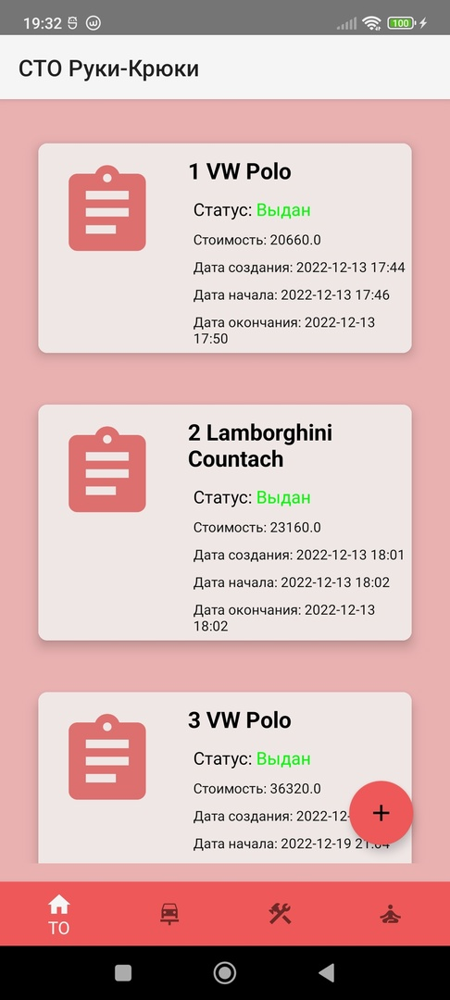 19:32
100
СТО Руки-Крюки
1 VW Polo
Статус: Выдан
Стоимость: 20660.0
Дата создания: 2022-12-13 17:44
Дата начала: 2022-12-13 17:46
Дата окончания: 2022-12-13
17:50
2 Lamborghini
Countach
Статус: Выдан
Стоимость: 23160.0
Дата создания: 2022-12-13 18:01
Дата начала: 2022-12-13 18:02
Дата окончания: 2022-12-13
18:02
3 VW Polo
Статус: Выдан
Стоимость: 36320.0
Дата создания: 2022-12-
Дата начала: 2022-12-19
+
ТО